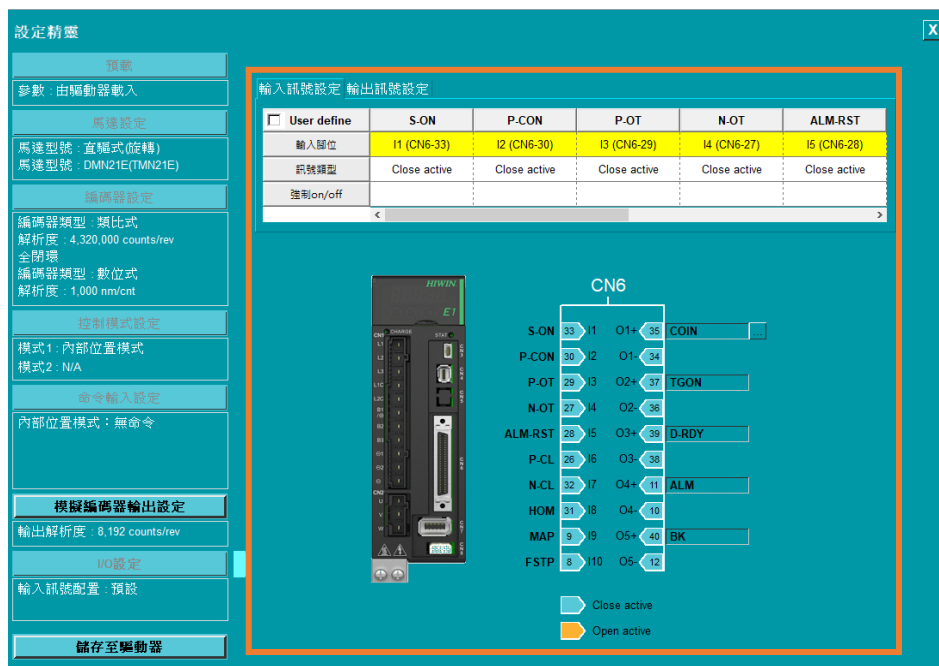 設定精靈
X
預載
參數 : 由驅動器載入
馬達設定
馬達型號 : 直驅式(旋轉)
馬達型號 : DMN21E(TMN21E)
編碼器設定
編碼器類型 : 類比式
解析度 : 4,320,000 counts/rev
全閉環
編碼器類型 : 數位式
解析度 : 1,000 nm/cnt
控制模式設定
模式1 : 內部位置模式
模式2 : N/A
命令輸入設定
內部位置模式：無命令
模擬編碼器輸出設定
輸出解析度 : 8,192 counts/rev
I/O設定
輸入訊號配置 : 預設
儲存至驅動器
輸入訊號設定 輸出訊號設定
User define S-ON P-CON P-OT N-OT ALM-RST
輸入腳位 I1 (CN6-33) I2 (CN6-30) I3 (CN6-29) I4 (CN6-27) I5 (CN6-28)
訊號類型 Close active Close active Close active Close active Close active
強制on/off
HIWIN
E1
CN1 CHARGE STAT
L1
L2
L3
L1C
L2C
B1
/⊕
B2
B3
CN2
U
V
W
CN6
S-ON 33 I1 O1+ 35 COIN ...
P-CON 30 I2 O1- 34
P-OT 29 I3 O2+ 37 TGON
N-OT 27 I4 O2- 36
ALM-RST 28 I5 O3+ 39 D-RDY
P-CL 26 I6 O3- 38
N-CL 32 I7 O4+ 11 ALM
HOM 31 I8 O4- 10
MAP 9 I9 O5+ 40 BK
FSTP 8 I10 O5- 12
Close active
Open active